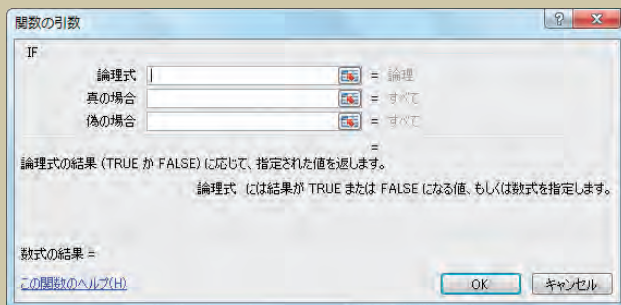 関数の引数
IF
論理式 = 論理
真の場合 = すべて
偽の場合 = すべて
=
論理式の結果 (TRUE か FALSE) に応じて、指定された値を返します。
論理式 には結果が TRUE または FALSE になる値、もしくは数式を指定します。
数式の結果 =
この関数のヘルプ(H)
OK
キャンセル